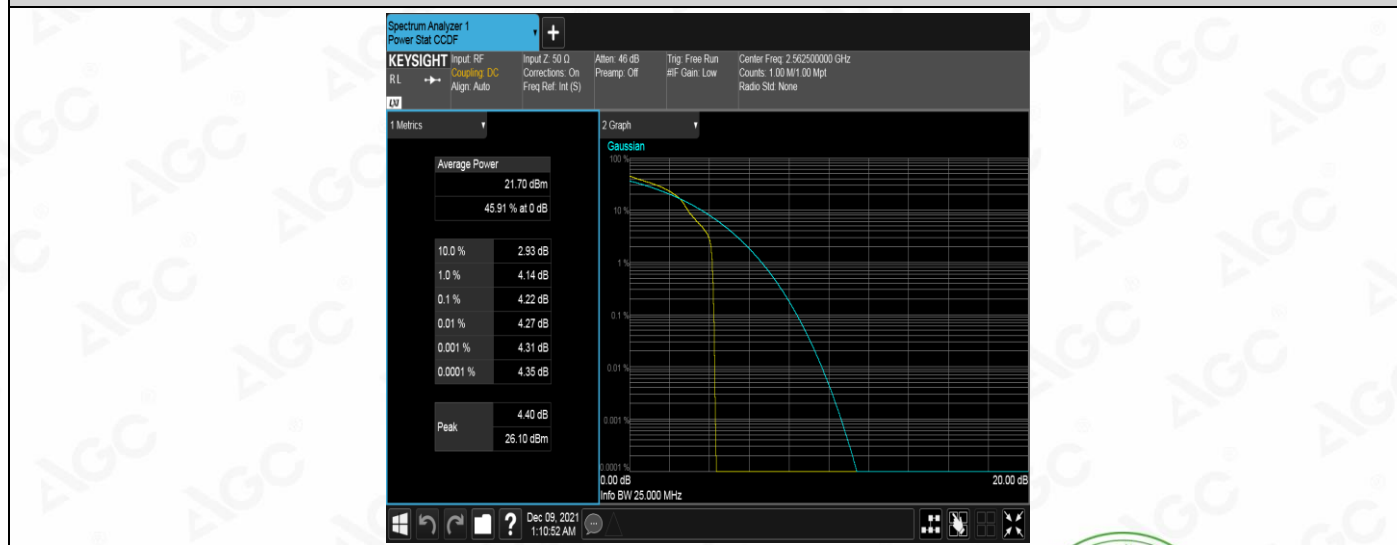 Spectrum Analyzer 1
Power Stat CCDF
+
KEYSIGHT
R L
LXI
Input: RF
Coupling: DC
Align: Auto
Input Z: 50 Ω
Corrections: On
Freq Ref: Int (S)
Atten: 46 dB
Preamp: Off
Trig: Free Run
#IF Gain: Low
Center Freq: 2.562500000 GHz
Counts: 1.00 M/1.00 Mpt
Radio Std: None
1 Metrics
Average Power
21.70 dBm
45.91 % at 0 dB
10.0 % 2.93 dB
1.0 % 4.14 dB
0.1 % 4.22 dB
0.01 % 4.27 dB
0.001 % 4.31 dB
0.0001 % 4.35 dB
Peak
4.40 dB
26.10 dBm
2 Graph
Gaussian
100 %
10 %
1 %
0.1 %
0.01 %
0.001 %
0.0001 %
0.00 dB 20.00 dB
Info BW 25.000 MHz
?
Dec 09, 2021
1:10:52 AM
AGC